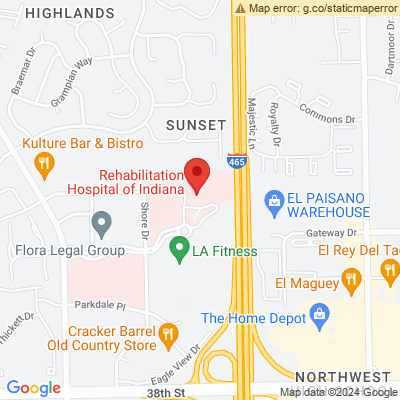 Map error: g.co/staticmaperror
HIGHLANDS
Braemar Dr
Grampian Way
Dartmoor Dr
Commons Dr
Royalty Dr
Majestic Ln
SUNSET
Kulture Bar & Bistro
465
Rehabilitation
Hospital of Indiana
EL PAISANO
WAREHOUSE
Shore Dr
Gateway Dr
Flora Legal Group
LA Fitness
El Rey Del Ta
El Maguey
Parkdale Pl
Thickett Dr
The Home Depot
Cracker Barrel
Old Country Store
Eagle View Dr
NORTHWEST
38th St
Google
Map data ©2024 Google